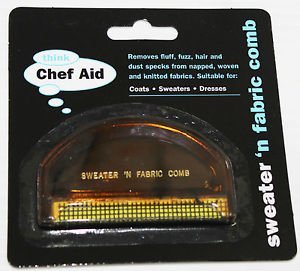 think
Chef Aid
Removes fluff, fuzz, hair and
dust specks from napped, woven
and knitted fabrics. Suitable for:
Coats • Sweaters • Dresses
SWEATER 'N FABRIC COMB
sweater 'n fabric comb